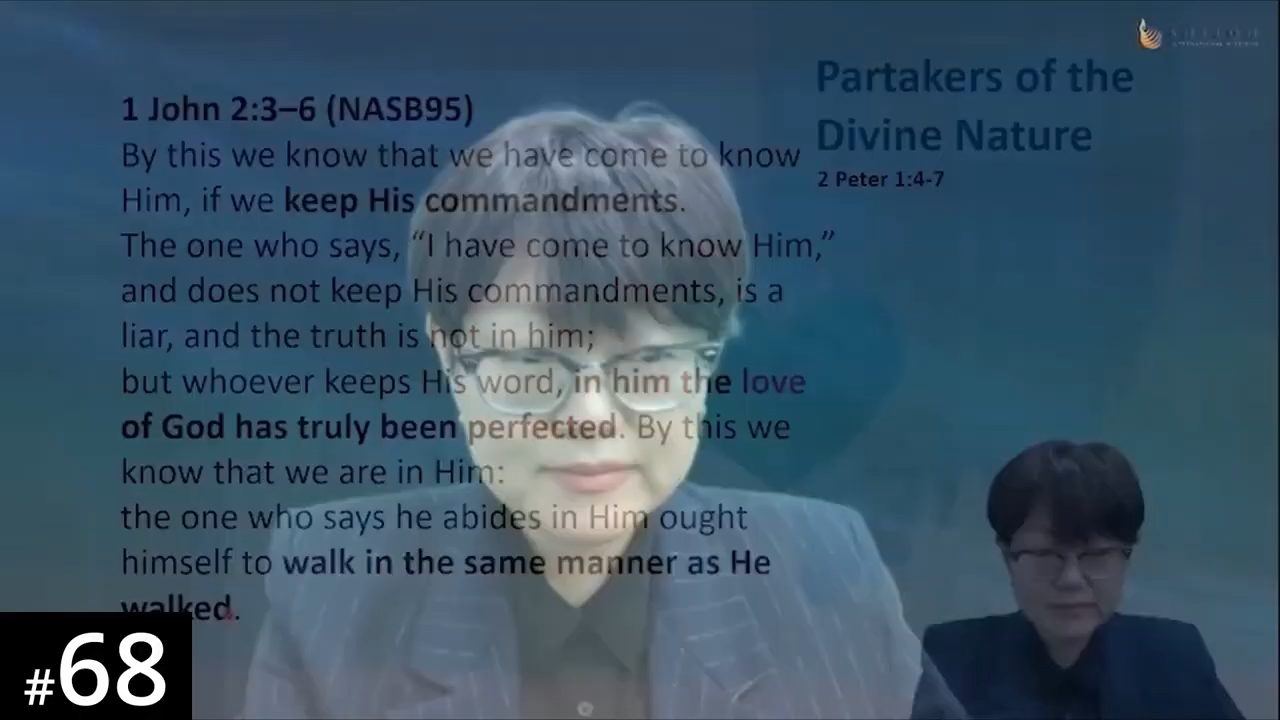 Partakers of the
Divine Nature
2 Peter 1:4-7
1 John 2:3–6 (NASB95)
By this we know that we have come to know
Him, if we keep His commandments.
The one who says, “I have come to know Him,”
and does not keep His commandments, is a
liar, and the truth is not in him;
but whoever keeps His word, in him the love
of God has truly been perfected. By this we
know that we are in Him:
the one who says he abides in Him ought
himself to walk in the same manner as He
walked.
#68